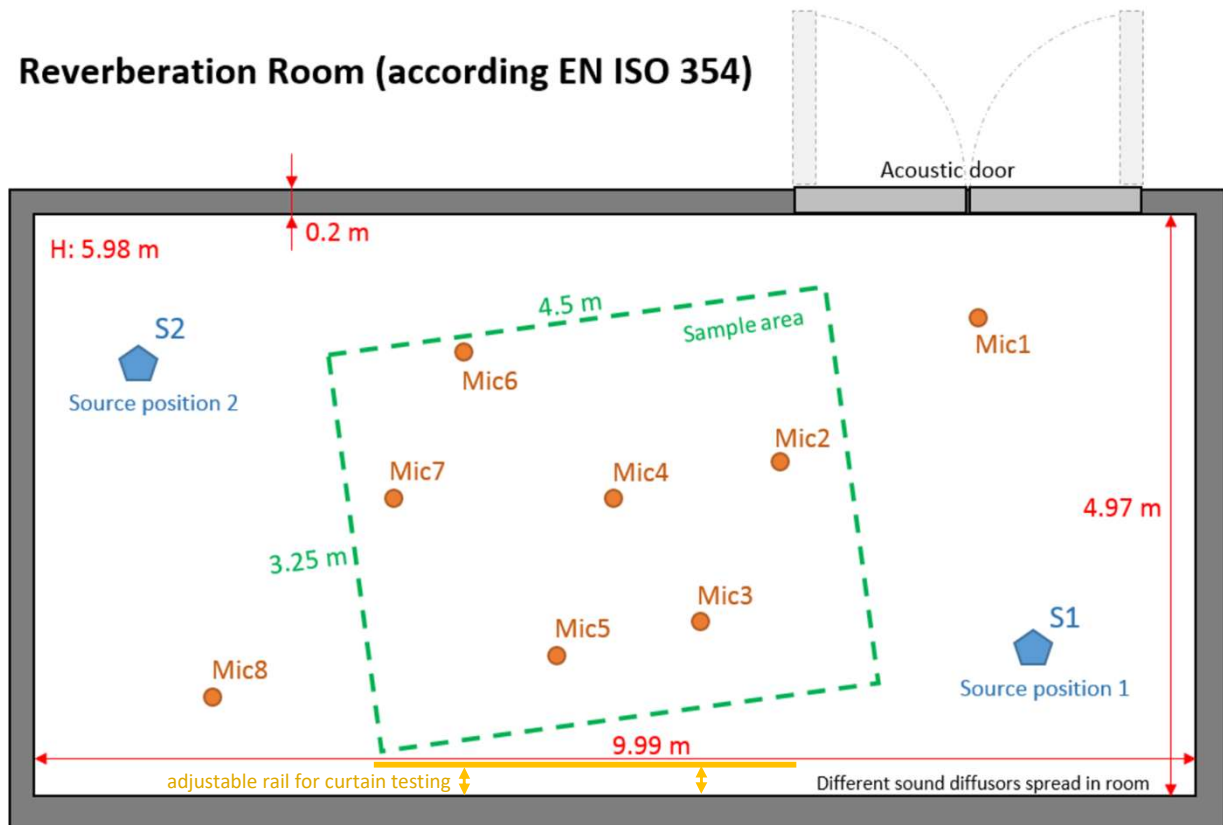 Reverberation Room (according EN ISO 354)
Acoustic door
0.2 m
H: 5.98 m
4.5 m
Sample area
S2
Source position 2
Mic1
Mic6
Mic2
Mic7
Mic4
4.97 m
3.25 m
Mic3
Mic5
S1
Source position 1
Mic8
9.99 m
adjustable rail for curtain testing
Different sound diffusors spread in room